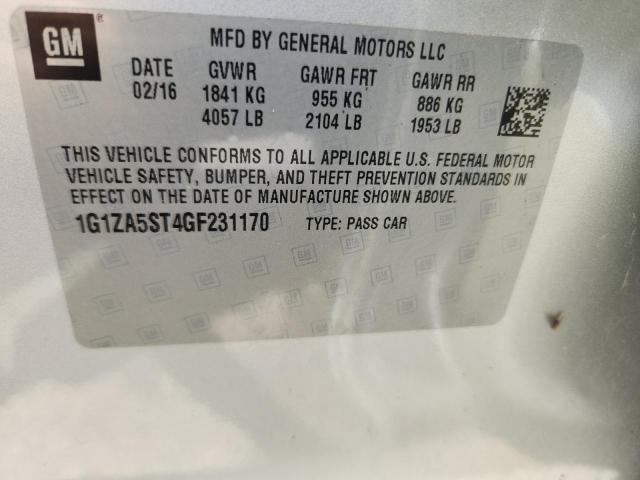 GM
MFD BY GENERAL MOTORS LLC
DATE GVWR GAWR FRT GAWR RR
02/16 1841 KG 955 KG 886 KG
4057 LB 2104 LB 1953 LB
THIS VEHICLE CONFORMS TO ALL APPLICABLE U.S. FEDERAL MOTOR
VEHICLE SAFETY, BUMPER, AND THEFT PREVENTION STANDARDS IN
EFFECT ON THE DATE OF MANUFACTURE SHOWN ABOVE.
1G1ZA5ST4GF231170 TYPE: PASS CAR